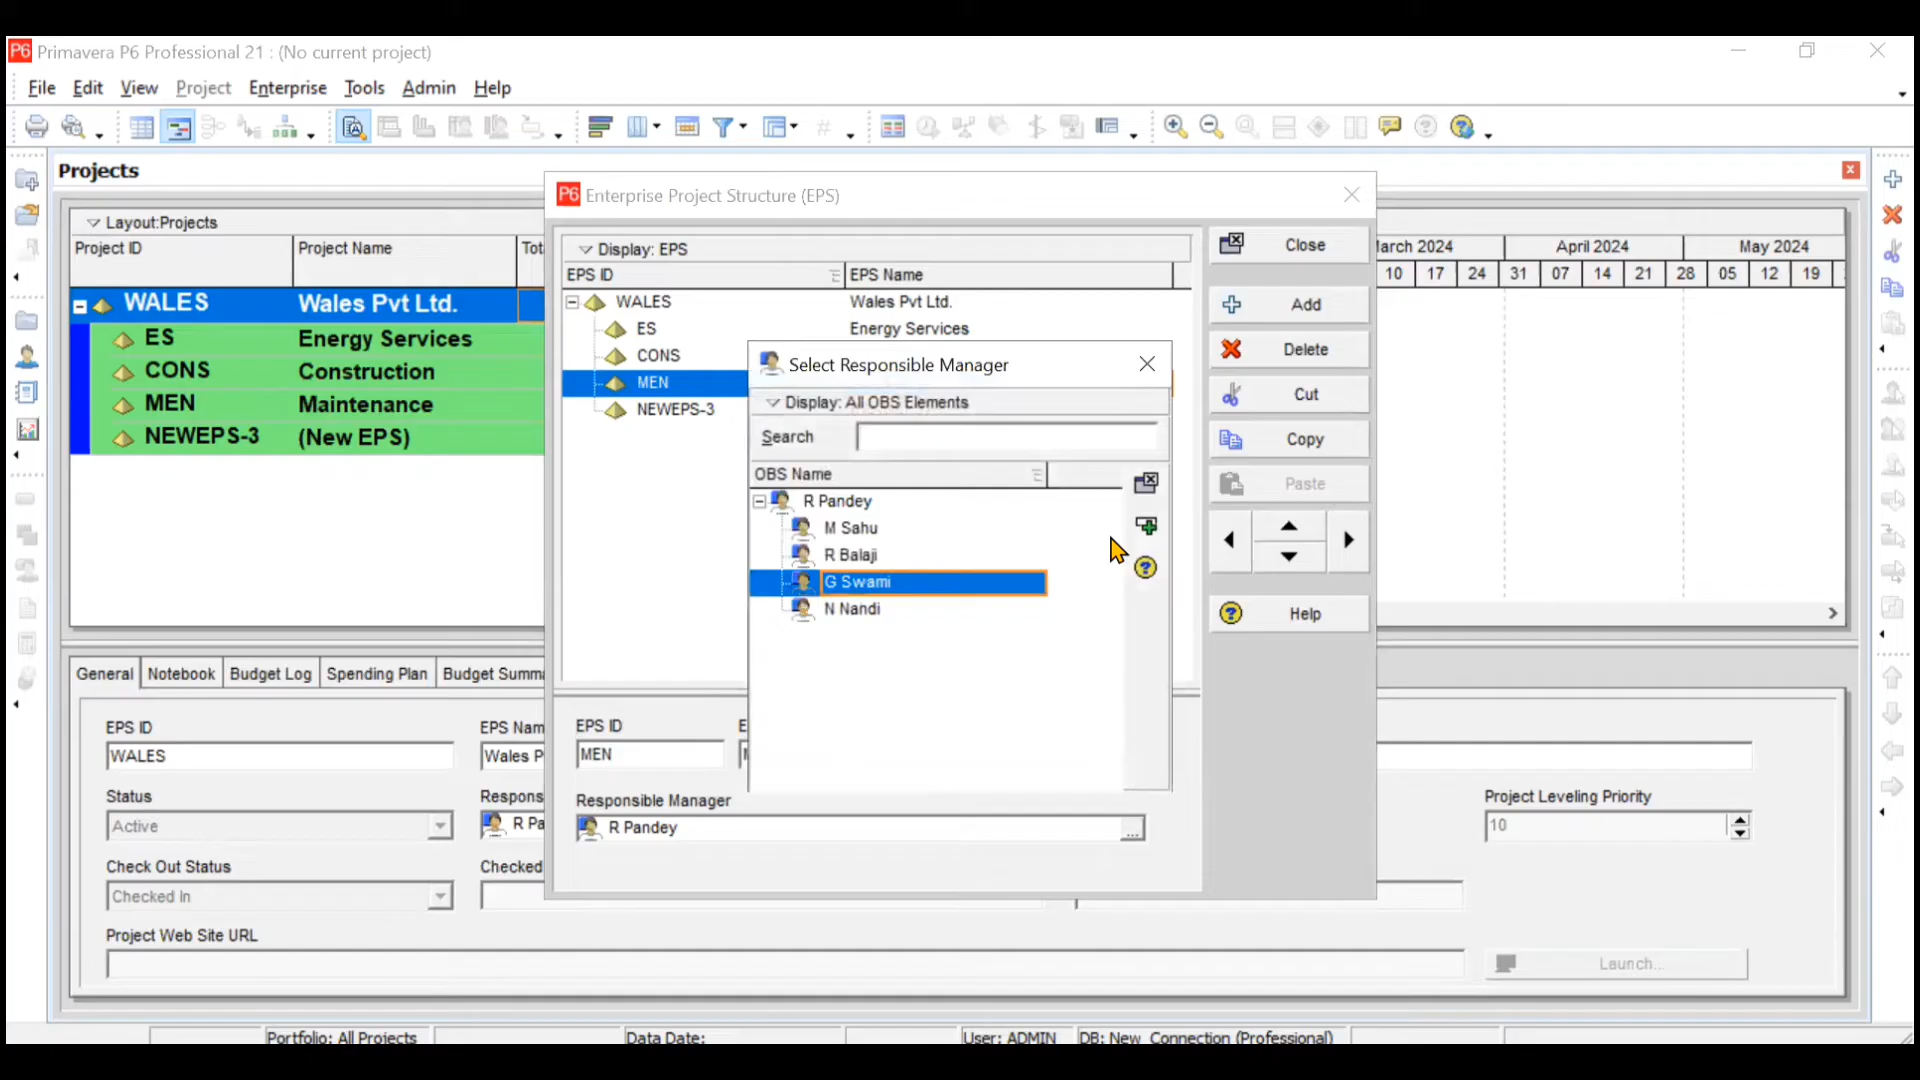 P6 Primavera P6 Professional 21 : (No current project)
File Edit View Project Enterprise Tools Admin Help
Projects
Layout:Projects
Project ID Project Name
WALES Wales Pvt Ltd.
ES Energy Services
CONS Construction
MEN Maintenance
NEWEPS-3 (New EPS)
P6 Enterprise Project Structure (EPS)
Display: EPS
EPS ID EPS Name
WALES Wales Pvt Ltd.
ES Energy Services
CONS
MEN
NEWEPS-3
Select Responsible Manager
Display: All OBS Elements
Search
OBS Name
R Pandey
M Sahu
R Balaji
G Swami
N Nandi
Close
Add
Delete
Cut
Copy
Paste
Help
April 2024 May 2024
10 17 24 31 07 14 21 28 05 12 19
General Notebook Budget Log Spending Plan Budget Summa
EPS ID EPS Nam
WALES Wales P
Status Respons
Active R Pa
Check Out Status Checked
Checked In
Project Web Site URL
Launch...
EPS ID
MEN
Responsible Manager
R Pandey
...
Project Leveling Priority
10
Portfolio: All Projects Data Date: User: ADMIN DB: New_Connection (Professional)